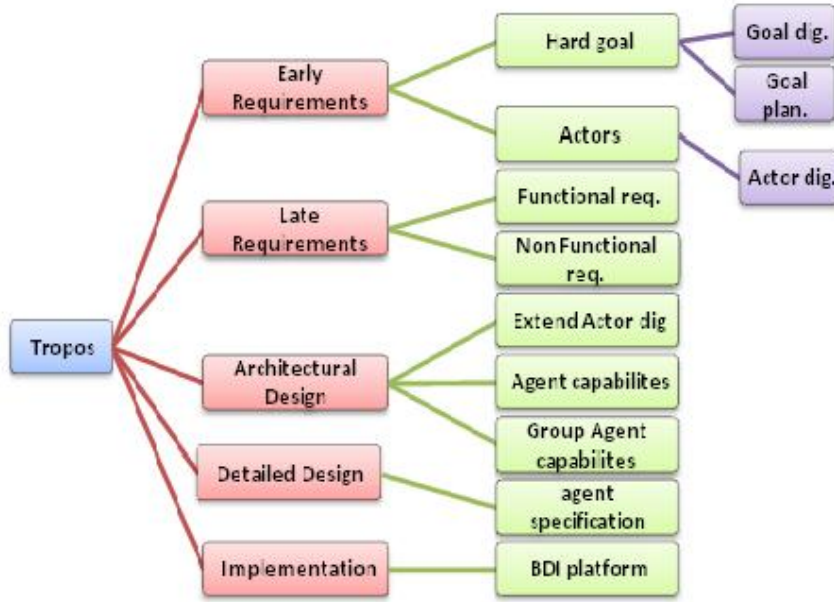 Tropos
Early
Requirements
Late
Requirements
Architectural
Design
Detailed Design
Implementation
Hard goal
Actors
Functional req.
Non Functional
req.
Extend Actor dig
Agent capabilites
Group Agent
capabilites
agent
specification
BDI platform
Goal dig.
Goal
plan.
Actor dig.